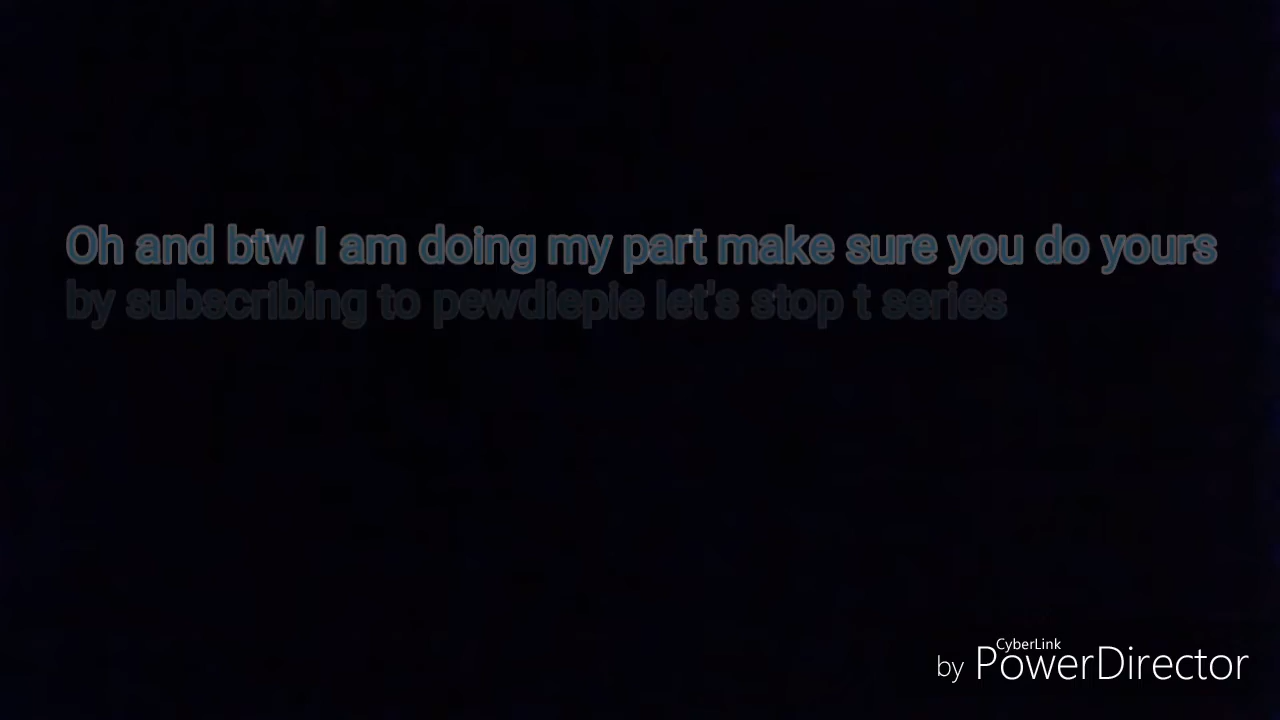 Oh and btw I am doing my part make sure you do yours
by subscribing to pewdiepie let's stop t series
by CyberLink PowerDirector